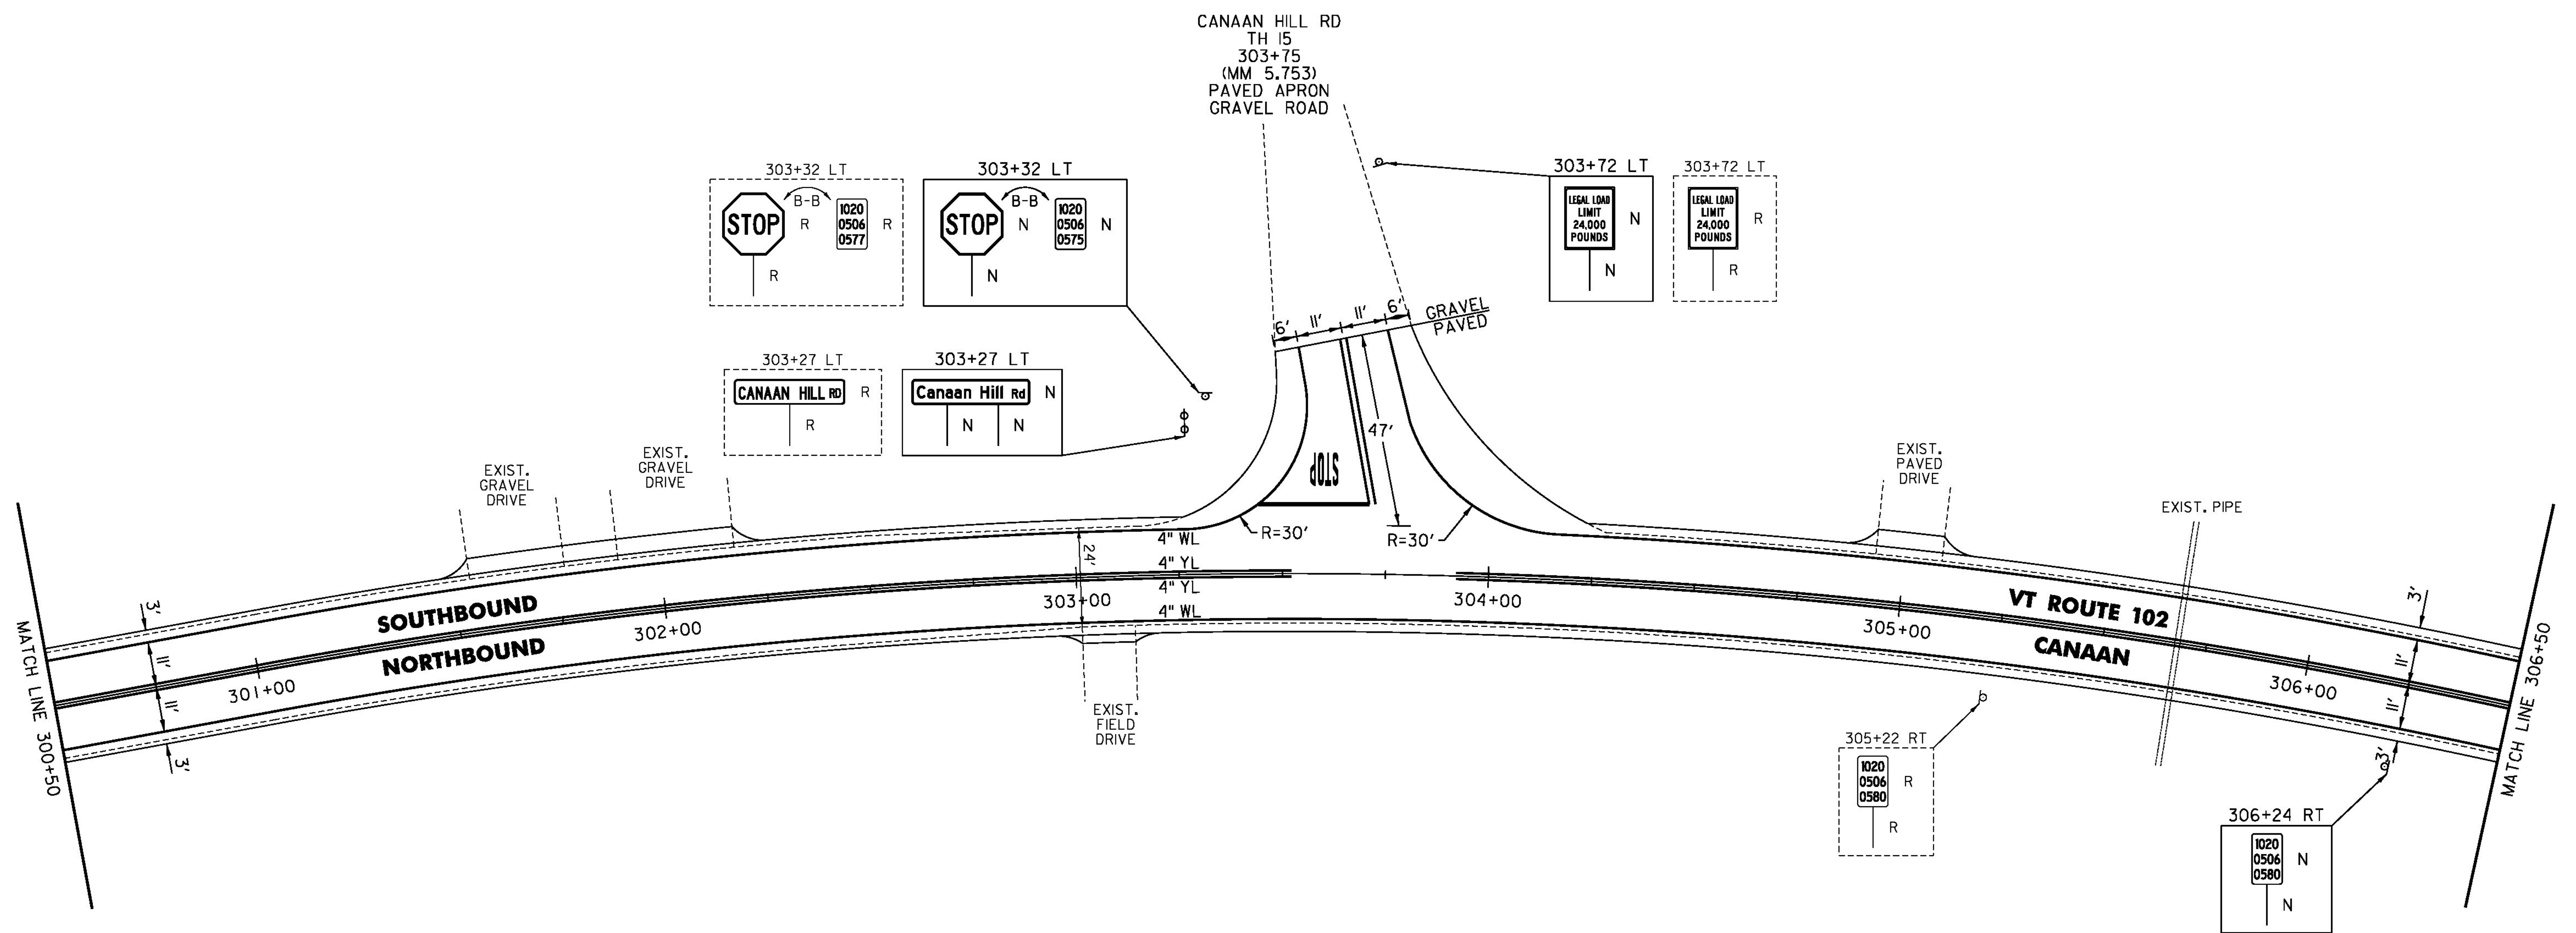 CANAAN HILL RD
TH 15
303+75
(MM 5.753)
PAVED APRON
GRAVEL ROAD
303+32 LT
STOP
B-B
R
1020
0506
0577
R
R
303+32 LT
STOP
B-B
N
1020
0506
0575
N
N
303+72 LT
LEGAL LOAD
LIMIT
24,000
POUNDS
N
N
303+72 LT
LEGAL LOAD
LIMIT
24,000
POUNDS
R
R
303+27 LT
CANAAN HILL RD
R
R
303+27 LT
Canaan Hill Rd
N
N
N
6'
11'
11'
6'
GRAVEL
PAVED
47'
STOP
R=30'
R=30'
EXIST.
GRAVEL
DRIVE
EXIST.
GRAVEL
DRIVE
EXIST.
PAVED
DRIVE
EXIST. PIPE
4" WL
4" YL
4" YL
4" WL
24'
MATCH LINE 300+50
3'
11'
11'
3'
SOUTHBOUND
NORTHBOUND
301+00
302+00
303+00
304+00
305+00
306+00
VT ROUTE 102
CANAAN
3'
11'
11'
3'
MATCH LINE 306+50
EXIST.
FIELD
DRIVE
305+22 RT
1020
0506
0580
R
R
306+24 RT
1020
0506
0580
N
N